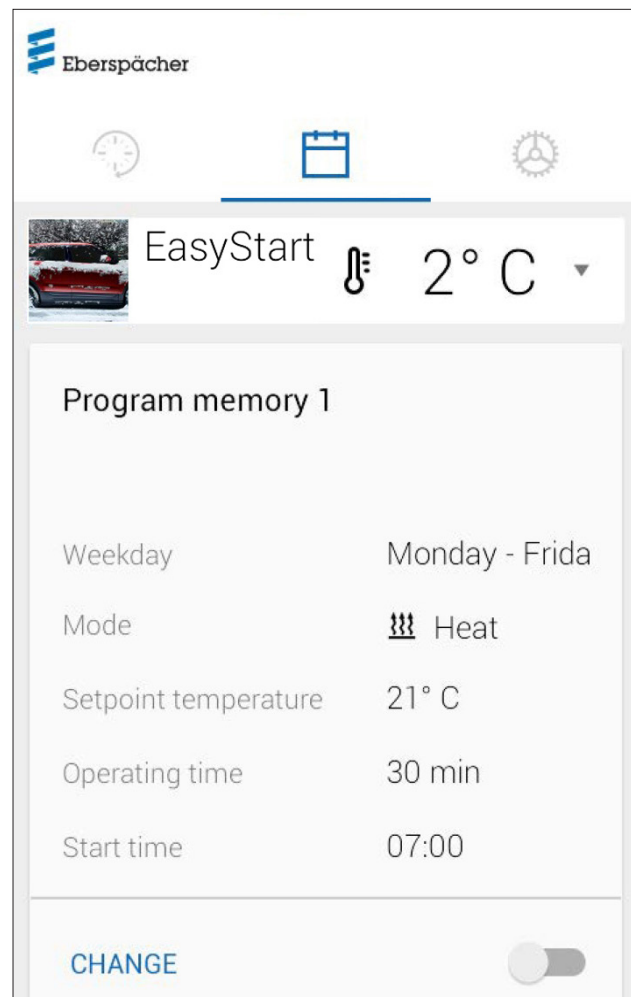 Eberspächer
EasyStart 2° C
Program memory 1
Weekday Monday - Frida
Mode Heat
Setpoint temperature 21° C
Operating time 30 min
Start time 07:00
CHANGE